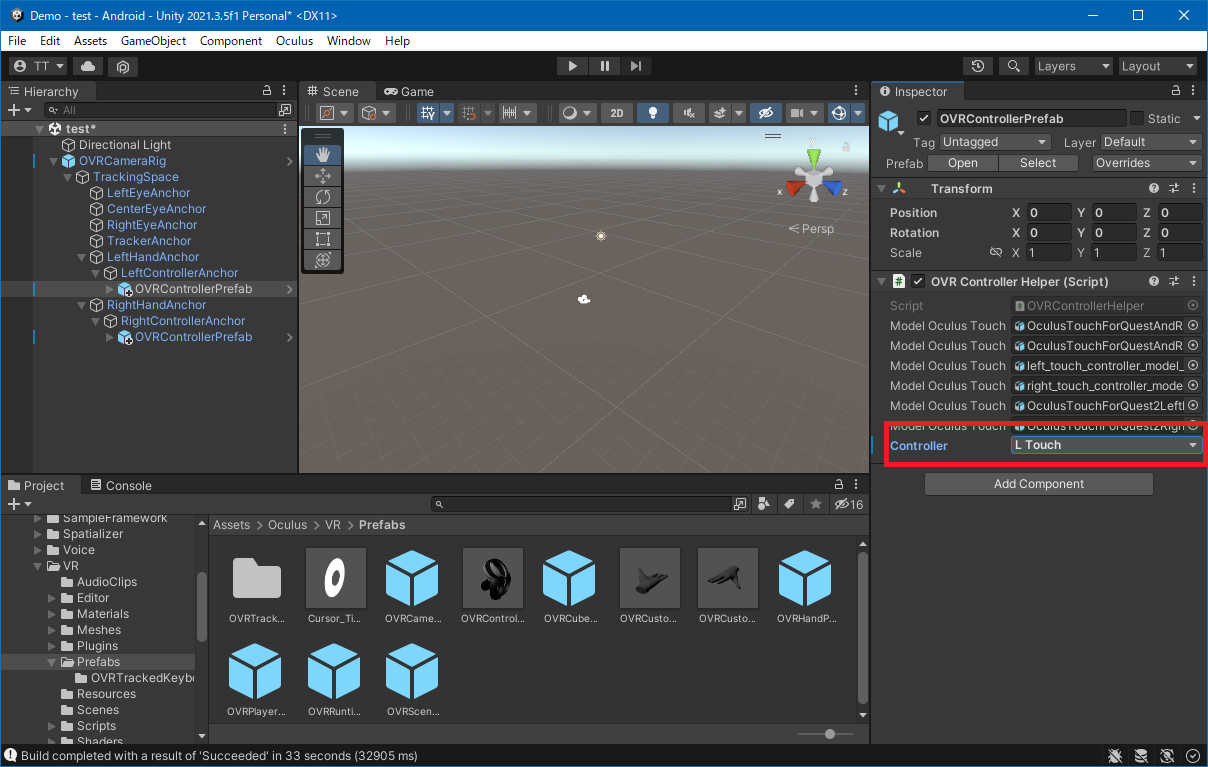 Demo - test - Android - Unity 2021.3.5f1 Personal* <DX11>
File Edit Assets GameObject Component Oculus Window Help
TT Layers Layout
Hierarchy
All
test*
Directional Light
OVRCameraRig
TrackingSpace
LeftEyeAnchor
CenterEyeAnchor
RightEyeAnchor
TrackerAnchor
LeftHandAnchor
LeftControllerAnchor
OVRControllerPrefab
RightHandAnchor
RightControllerAnchor
OVRControllerPrefab
Scene Game
2D
y
x z
Persp
Inspector
OVRControllerPrefab Static
Tag Untagged Layer Default
Prefab Open Select Overrides
Transform
Position X 0 Y 0 Z 0
Rotation X 0 Y 0 Z 0
Scale X 1 Y 1 Z 1
# OVR Controller Helper (Script)
Script # OVRControllerHelper
Model Oculus Touch OculusTouchForQuestAndR
Model Oculus Touch OculusTouchForQuestAndR
Model Oculus Touch left_touch_controller_model_
Model Oculus Touch right_touch_controller_mode
Model Oculus Touch OculusTouchForQuest2Left
Model Oculus Touch OculusTouchForQuest2Righ
Controller L Touch
Add Component
Project Console
16
SampleFramework
Spatializer
Voice
VR
AudioClips
Editor
Materials
Meshes
Plugins
Prefabs
OVRTrackedKeyb
Resources
Scenes
Scripts
Shaders
Assets > Oculus > VR > Prefabs
OVRTrack... Cursor_Ti... OVRCame... OVRControl... OVRCube... OVRCusto... OVRCusto... OVRHandP...
OVRPlayer... OVRRunti... OVRScen...
Build completed with a result of 'Succeeded' in 33 seconds (32905 ms)